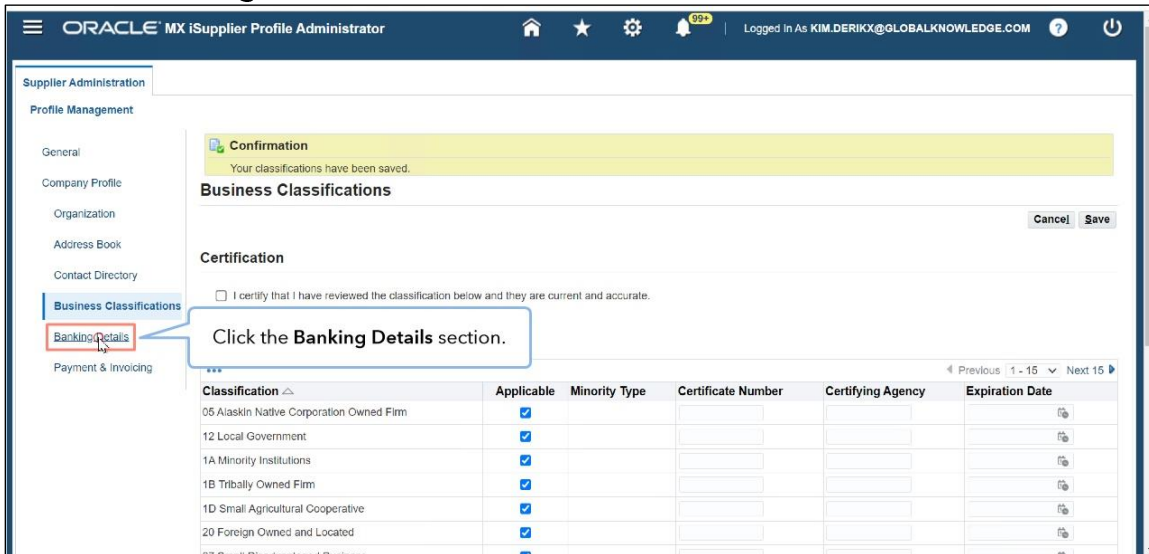 ORACLE MX iSupplier Profile Administrator
99+
Logged In As KIM.DERIKX@GLOBALKNOWLEDGE.COM
?
Supplier Administration
Profile Management
General
Company Profile
Organization
Address Book
Contact Directory
Business Classifications
Banking Details
Payment & Invoicing
Confirmation
Your classifications have been saved.
Business Classifications
Cancel Save
Certification
I certify that I have reviewed the classification below and they are current and accurate.
Click the Banking Details section.
Previous 1 - 15 Next 15
Classification Applicable Minority Type Certificate Number Certifying Agency Expiration Date
05 Alaskin Native Corporation Owned Firm
12 Local Government
1A Minority Institutions
1B Tribally Owned Firm
1D Small Agricultural Cooperative
20 Foreign Owned and Located